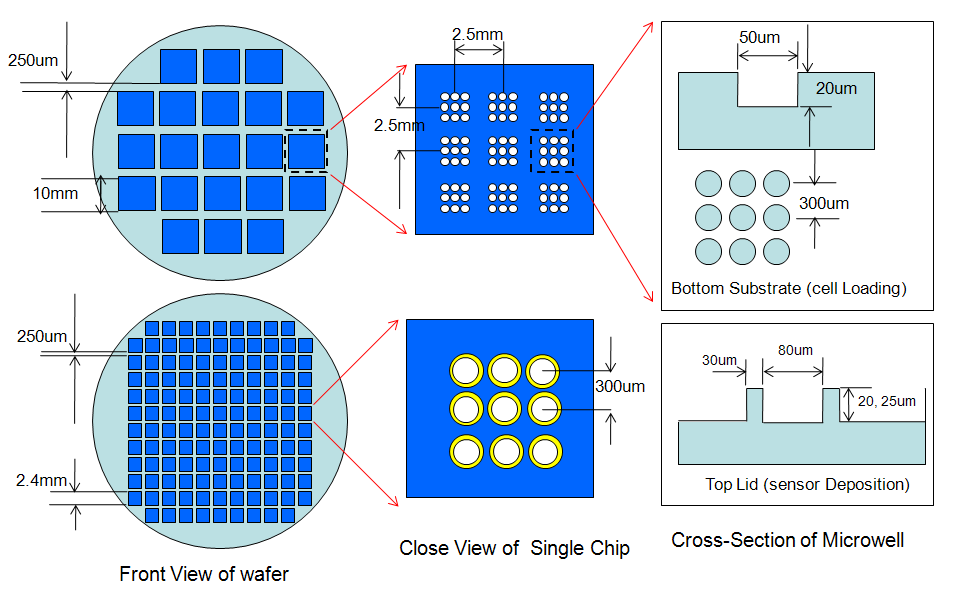 250um
10mm
2.5mm
2.5mm
50um
20um
300um
Bottom Substrate (cell Loading)
250um
2.4mm
300um
30um
80um
20, 25um
Top Lid (sensor Deposition)
Front View of wafer
Close View of Single Chip
Cross-Section of Microwell